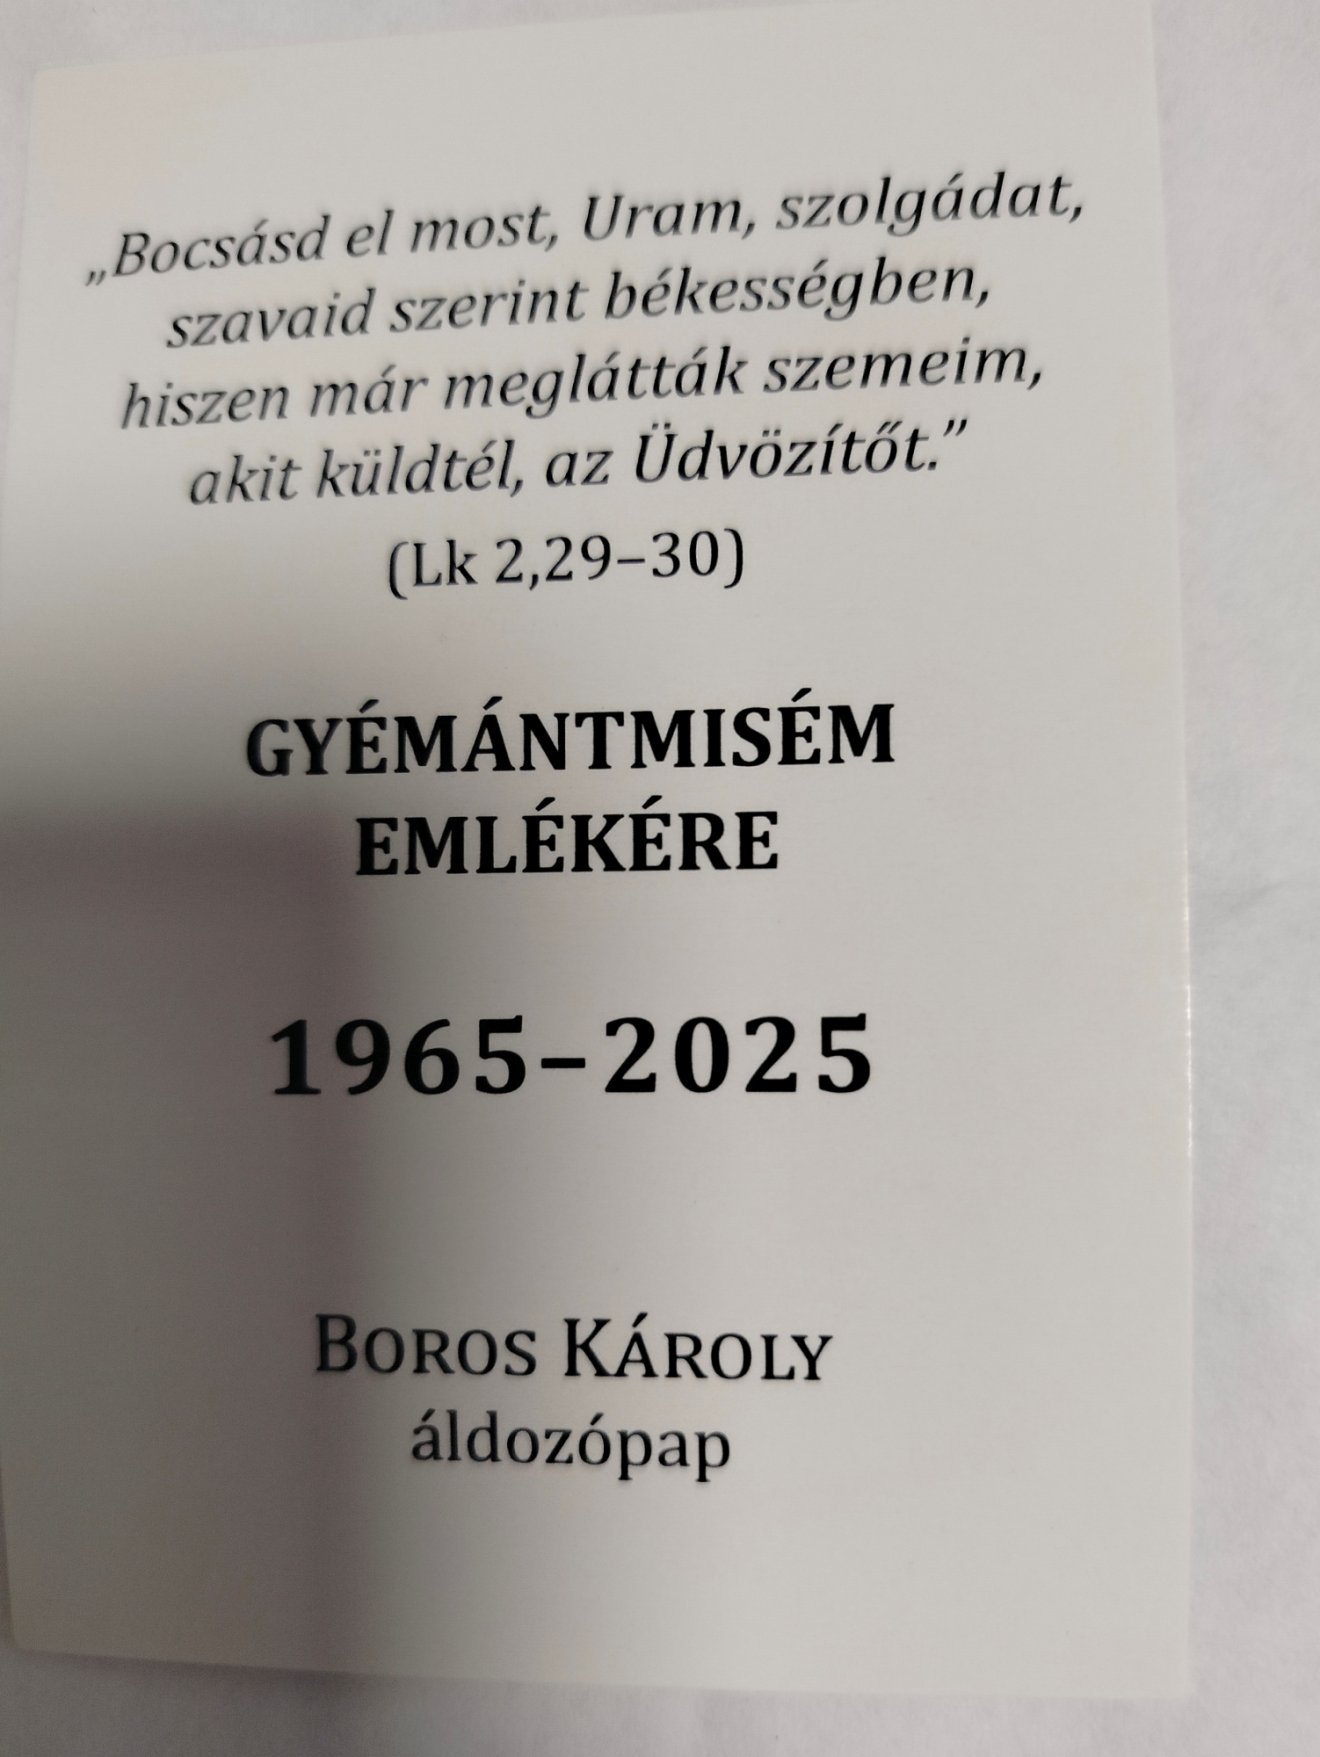 „Bocsásd el most, Uram, szolgádat,
szavaid szerint békességben,
hiszen már meglátták szemeim,
akit küldtél, az Üdvözítőt.”
(Lk 2,29–30)
GYÉMÁNTMISÉM
EMLÉKÉRE
1965–2025
BOROS KÁROLY
áldozópap